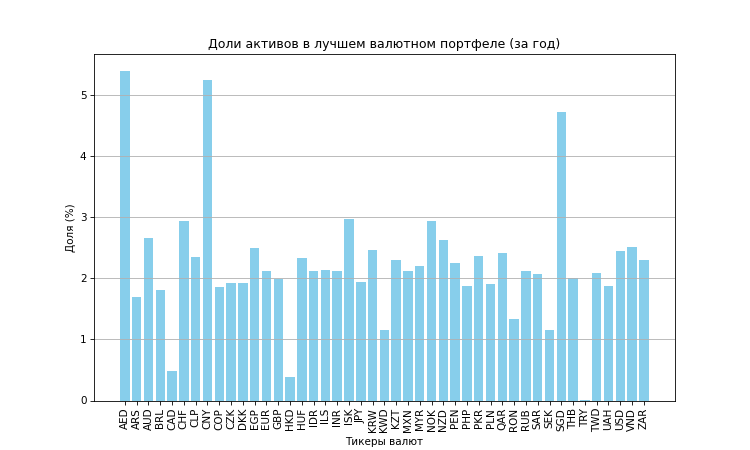 Доли активов в лучшем валютном портфеле (за год)
Доля (%)
5
4
3
2
1
0
AED ARS AUD BRL CAD CHF CLP CNY COP CZK DKK EGP EUR GBP HKD HUF IDR ILS INR ISK JPY KRW KWD KZT MXN MYR NOK NZD PEN PHP PKR PLN QAR RON RUB SAR SEK SGD THB TRY TWD UAH USD VND ZAR
Тикеры валют